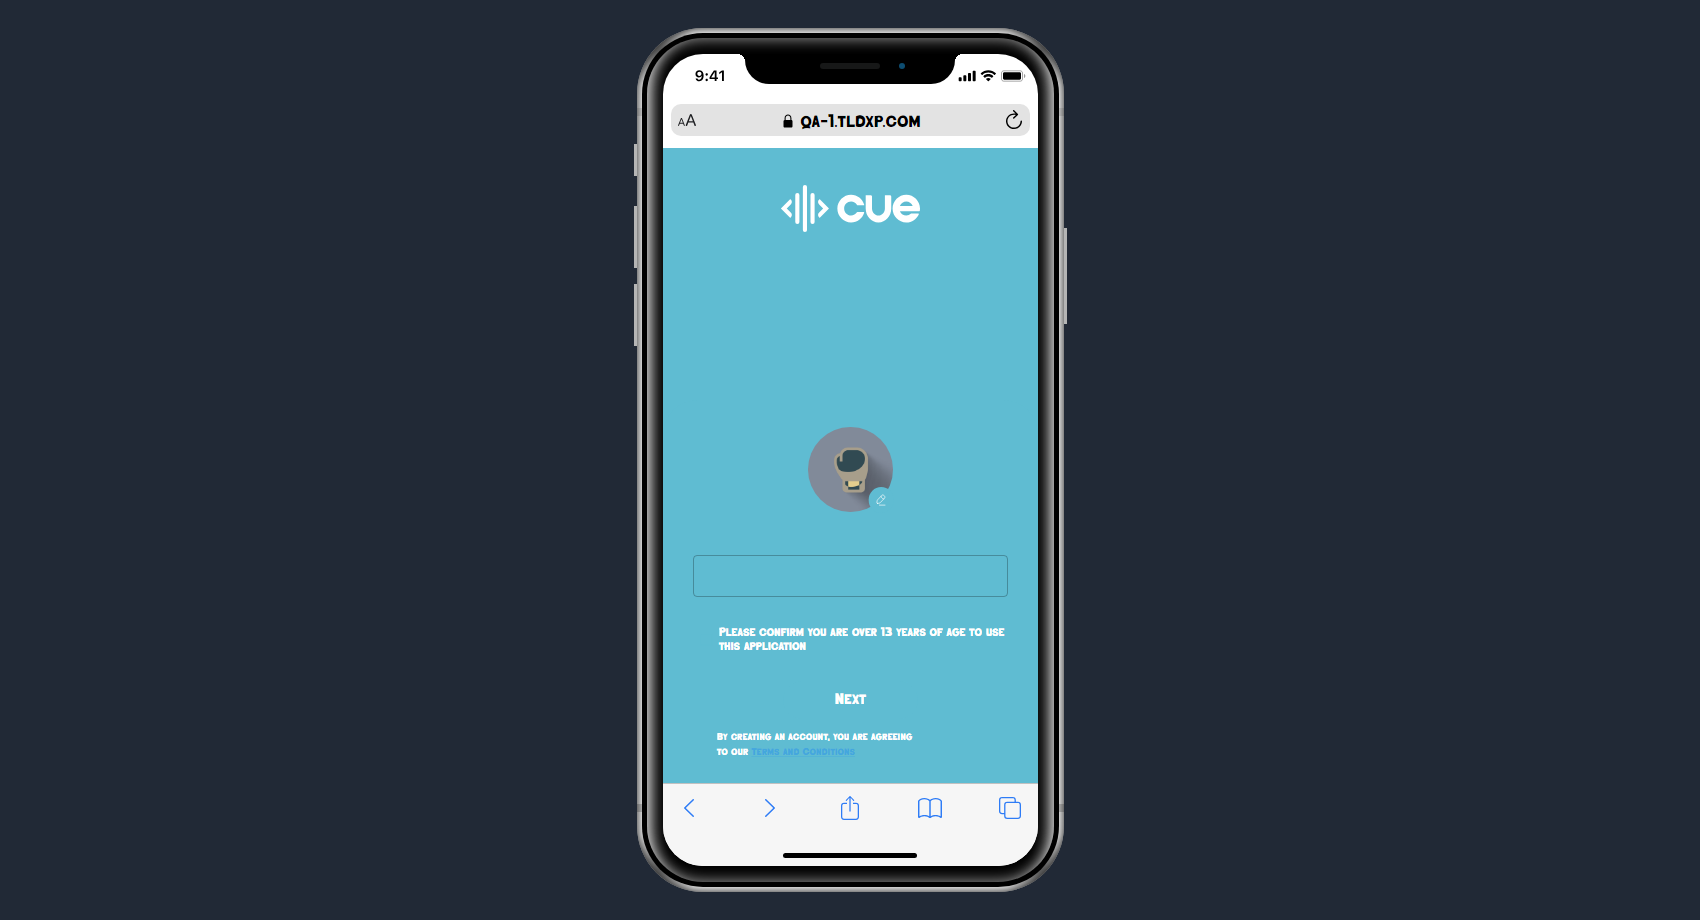 9:41
AA
QA-1.TLDXP.COM
cue
Please confirm you are over 13 years of age to use
this application
Next
By creating an account, you are agreeing
to our Terms and Conditions